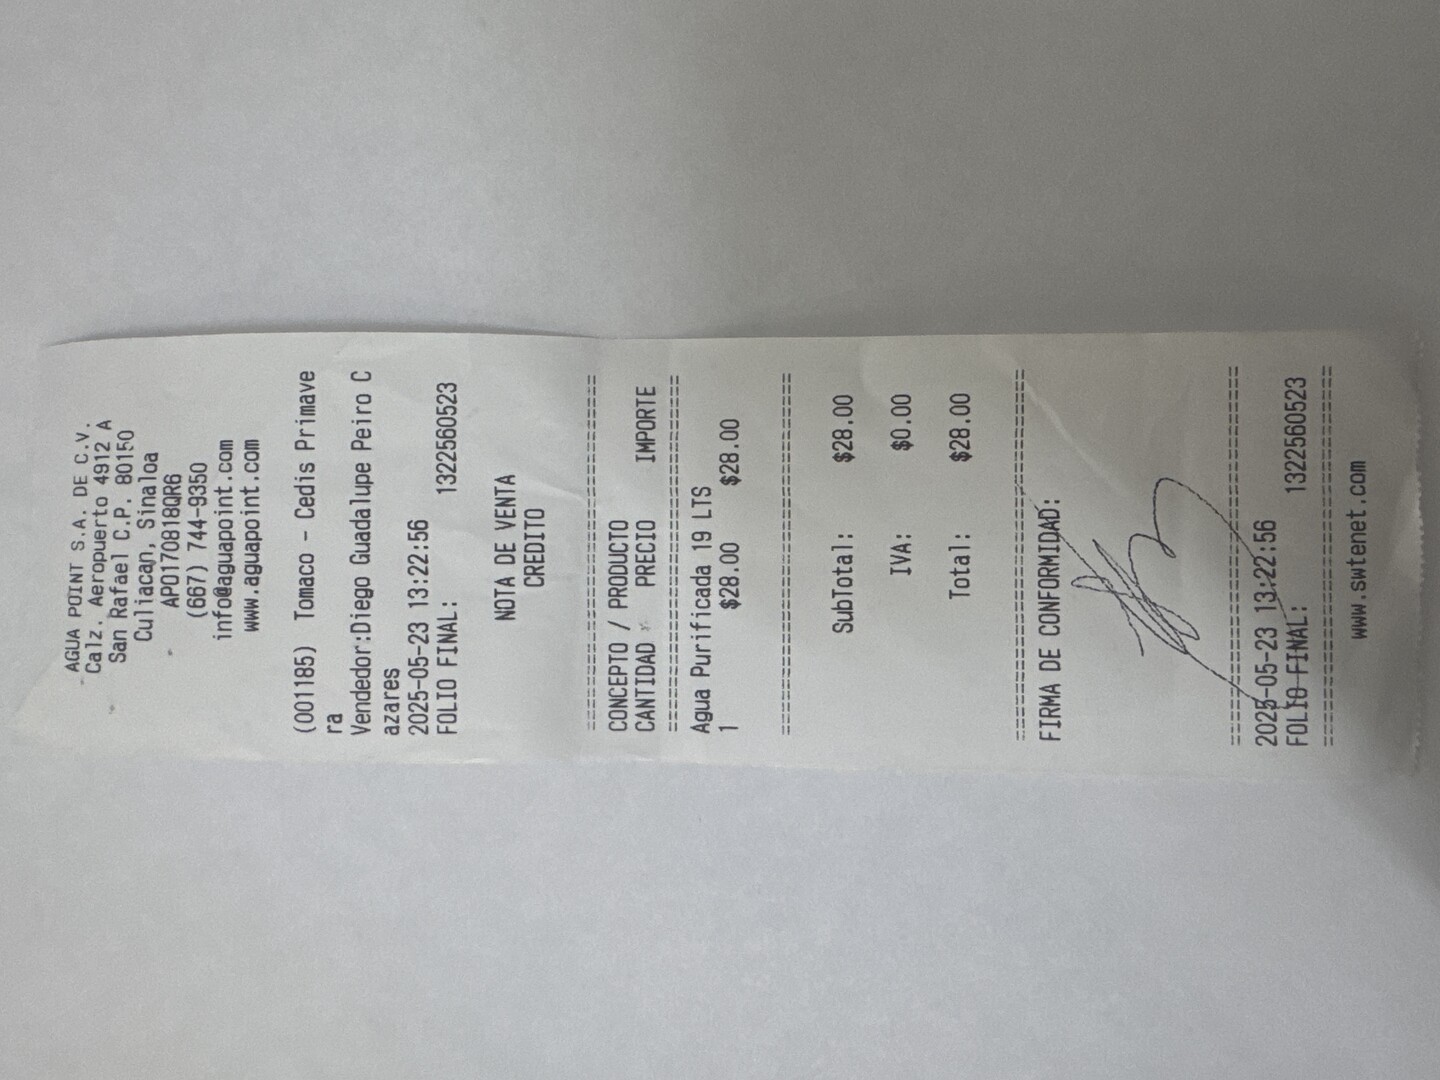 AGUA POINT S.A. DE C.V.
Calz. Aeropuerto 4912 A
San Rafael C.P. 80150
Culiacan, Sinaloa
APO170818QR6
(667) 744-9350
info@aguapoint.com
www.aguapoint.com
(001185) Tomaco - Cedis Primave
ra
Vendedor:Diego Guadalupe Peiro C
azares
2025-05-23 13:22:56
FOLIO FINAL: 1322560523
NOTA DE VENTA
CREDITO
================================
CONCEPTO / PRODUCTO
CANTIDAD PRECIO IMPORTE
================================
Agua Purificada 19 LTS
1 $28.00 $28.00
================================
SubTotal: $28.00
IVA: $0.00
Total: $28.00
================================
FIRMA DE CONFORMIDAD:
================================
2025-05-23 13:22:56
FOLIO FINAL: 1322560523
================================
www.swtenet.com